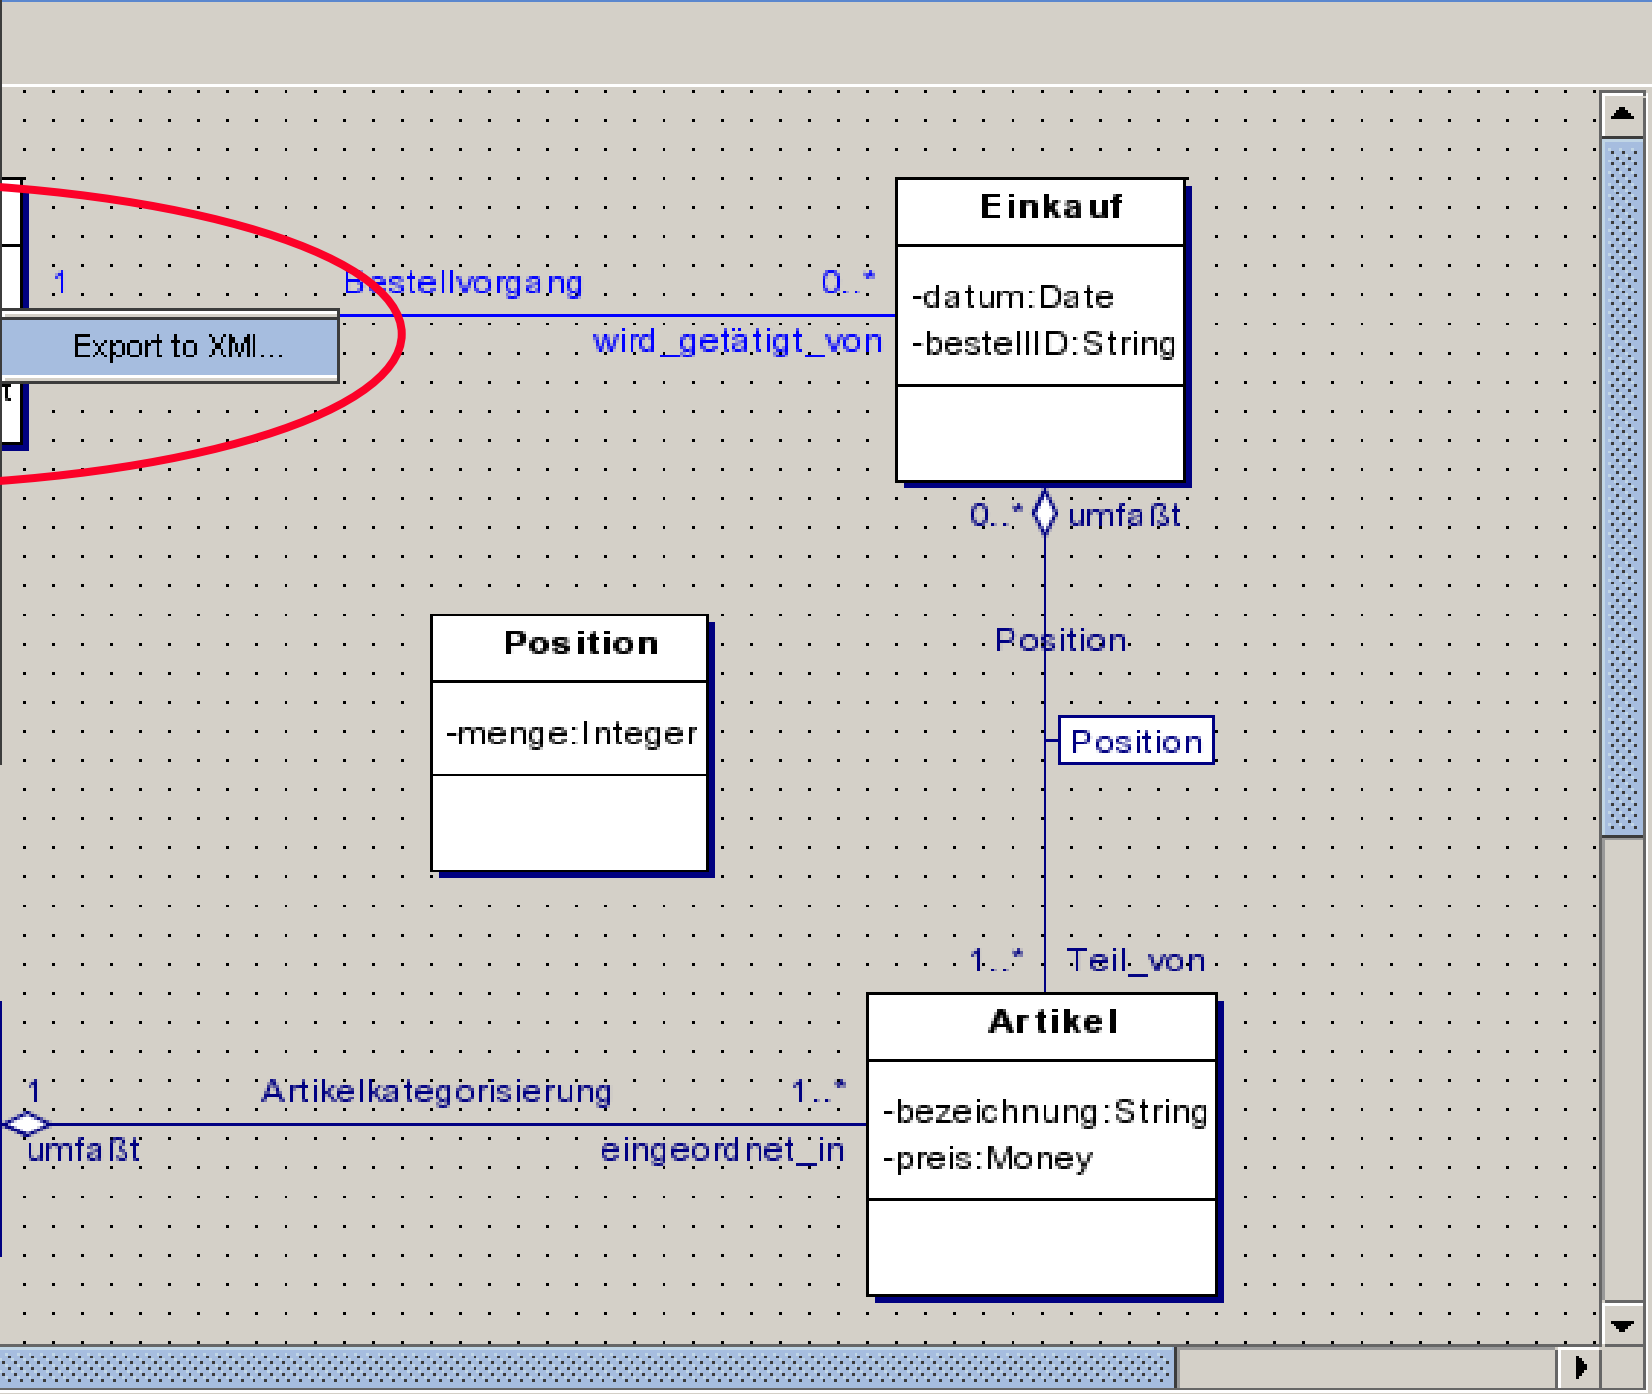 Einkauf
1
Bestellvorgang
0..*
-datum:Date
wird_getätigt_von
-bestellID:String
Export to XMI...
t
0..*
umfaßt
Position
Position
-menge:Integer
Position
1..*
Teil_von
Artikel
1
Artikelkategorisierung
1..*
-bezeichnung:String
umfaßt
eingeordnet_in
-preis:Money